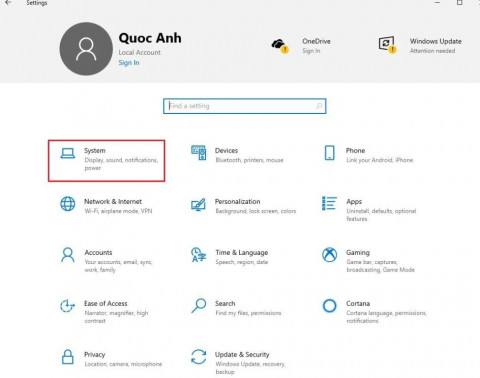 Settings
Quoc Anh
Local Account
Sign In
OneDrive
Sign In
Windows Update
Attention needed
Find a setting
System
Display, sound, notifications,
power
Devices
Bluetooth, printers, mouse
Phone
Link your Android, iPhone
Network & Internet
Wi-Fi, airplane mode, VPN
Personalization
Background, lock screen, colors
Apps
Uninstall, defaults, optional
features
Accounts
Your accounts, email, sync,
work, family
Time & Language
Speech, region, date
Gaming
Game bar, captures,
broadcasting, Game Mode
Ease of Access
Narrator, magnifier, high
contrast
Search
Find my files, permissions
Cortana
Cortana language, permissions,
notifications
Privacy
Location, camera, microphone
Update & Security
Windows Update, recovery,
backup